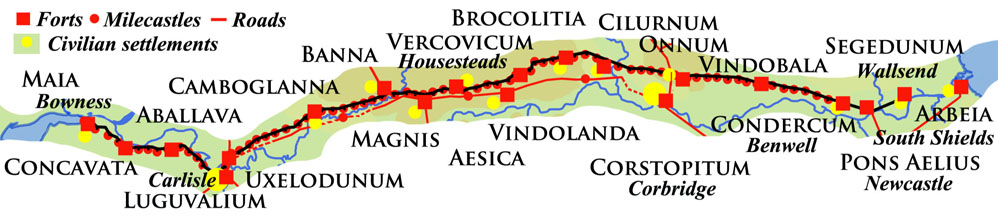 Forts Milecastles Roads
Civilian settlements
MAIA
Bowness
CONCAVATA
ABALLAVA
Carlisle
LUGUVALIUM
UXELODUNUM
CAMBOGLANNA
BANNA
MAGNIS
VERCOVICUM
Housesteads
AESICA
BROCOLITIA
VINDOLANDA
CILURNUM
ONNUM
CORSTOPITUM
Corbridge
VINDOBALA
CONDERCUM
Benwell
SEGEDUNUM
Wallsend
ARBEIA
South Shields
PONS AELIUS
Newcastle